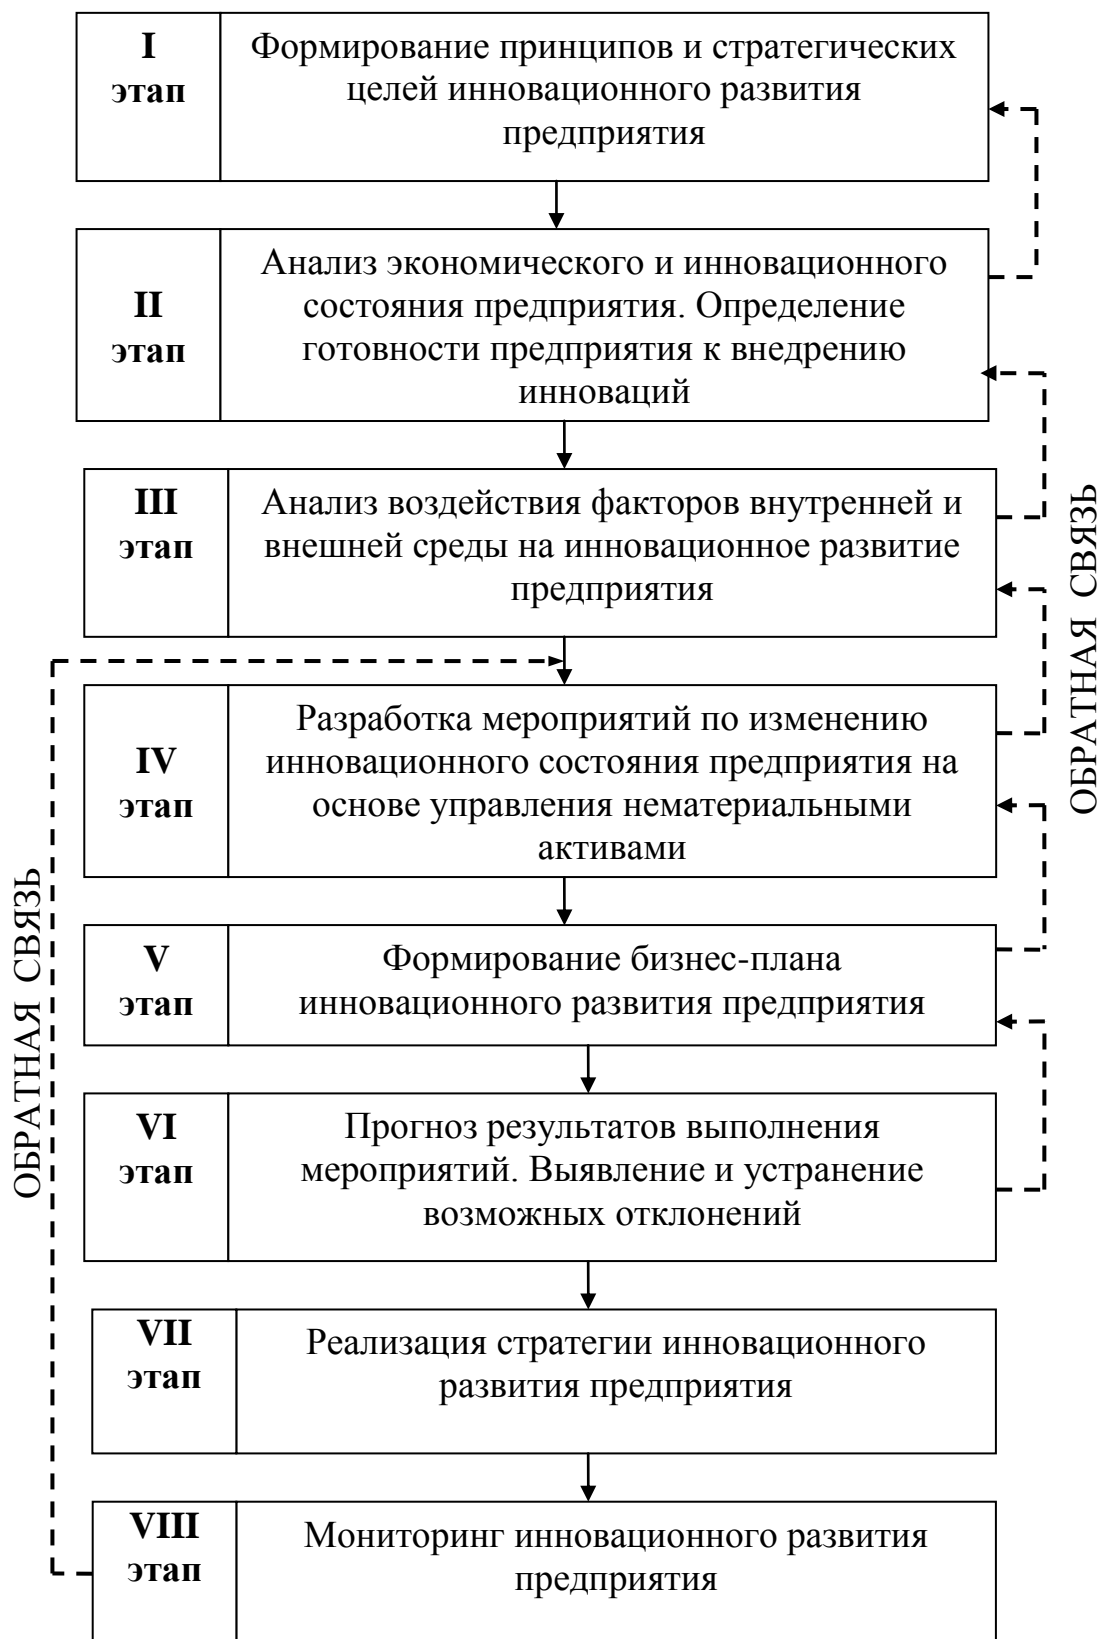 I
этап
Формирование принципов и стратегических
целей инновационного развития
предприятия
II
этап
Анализ экономического и инновационного
состояния предприятия. Определение
готовности предприятия к внедрению
инноваций
III
этап
Анализ воздействия факторов внутренней и
внешней среды на инновационное развитие
предприятия
IV
этап
Разработка мероприятий по изменению
инновационного состояния предприятия на
основе управления нематериальными
активами
V
этап
Формирование бизнес-плана
инновационного развития предприятия
VI
этап
Прогноз результатов выполнения
мероприятий. Выявление и устранение
возможных отклонений
VII
этап
Реализация стратегии инновационного
развития предприятия
VIII
этап
Мониторинг инновационного развития
предприятия
ОБРАТНАЯ СВЯЗЬ
ОБРАТНАЯ СВЯЗЬ